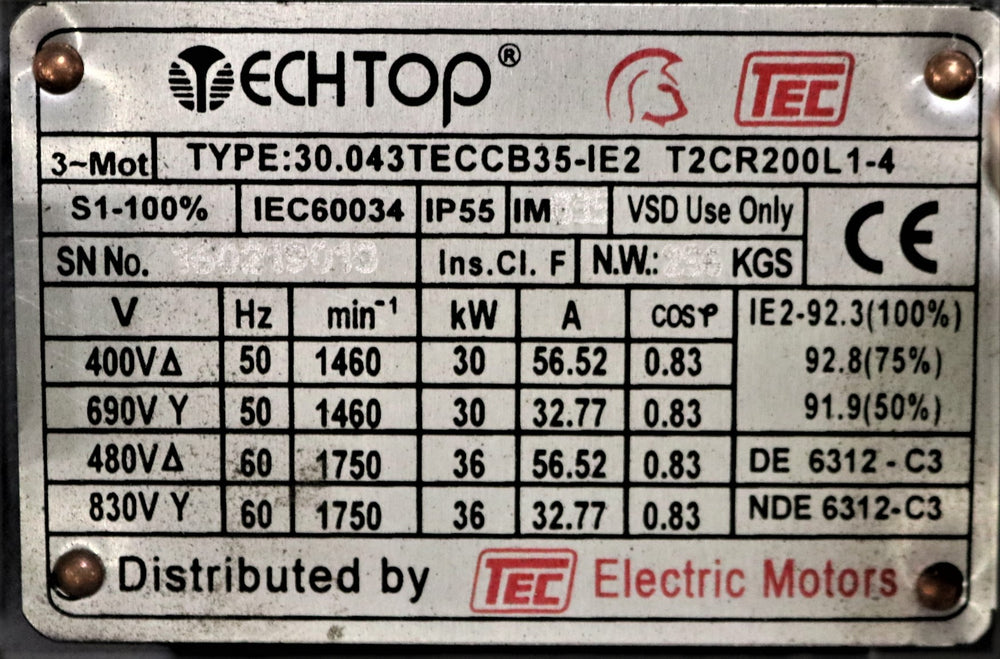 TECHTOP®
TEC
3~Mot TYPE:30.043TECCB35-IE2 T2CR200L1-4
S1-100% IEC60034 IP55 IM VSD Use Only CE
SN No. Ins.Cl. F N.W.: KGS
V Hz min⁻¹ kW A cosφ IE2-92.3(100%)
400V∆ 50 1460 30 56.52 0.83 92.8(75%)
690V Y 50 1460 30 32.77 0.83 91.9(50%)
480V∆ 60 1750 36 56.52 0.83 DE 6312-C3
830V Y 60 1750 36 32.77 0.83 NDE 6312-C3
Distributed by TEC Electric Motors